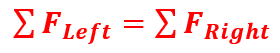 ∑ F_Left = ∑ F_Right